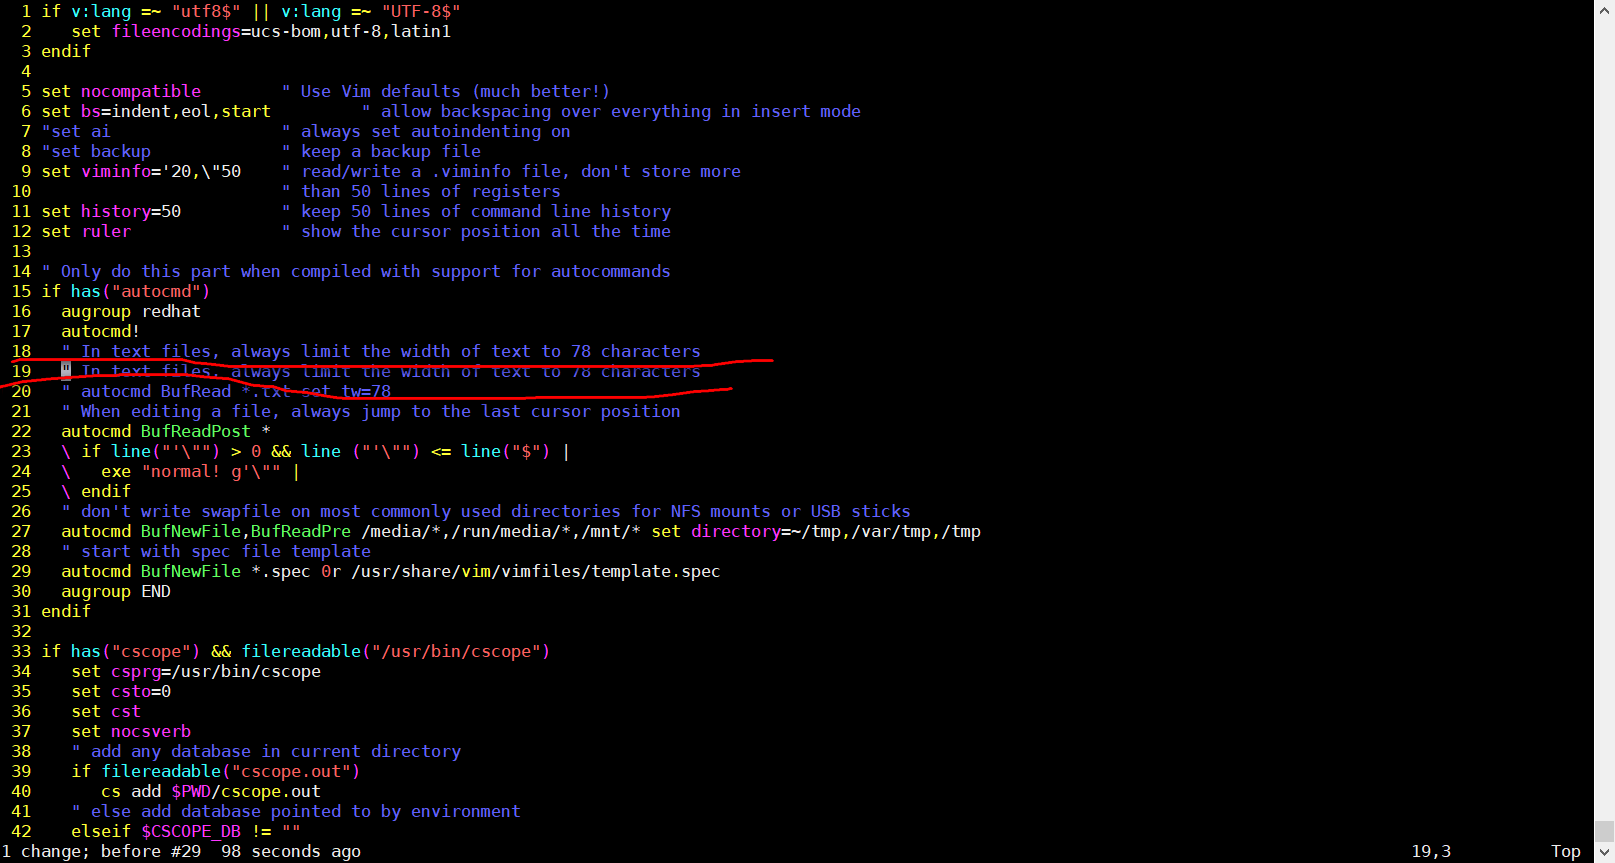 1 if v:lang =~ "utf8$" || v:lang =~ "UTF-8$"
2    set fileencodings=ucs-bom,utf-8,latin1
3 endif
4
5 set nocompatible        " Use Vim defaults (much better!)
6 set bs=indent,eol,start         " allow backspacing over everything in insert mode
7 "set ai                 " always set autoindenting on
8 "set backup             " keep a backup file
9 set viminfo='20,\"50    " read/write a .viminfo file, don't store more
10                         " than 50 lines of registers
11 set history=50          " keep 50 lines of command line history
12 set ruler               " show the cursor position all the time
13
14 " Only do this part when compiled with support for autocommands
15 if has("autocmd")
16   augroup redhat
17   autocmd!
18   " In text files, always limit the width of text to 78 characters
19   " In text files, always limit the width of text to 78 characters
20   " autocmd BufRead *.txt set tw=78
21   " When editing a file, always jump to the last cursor position
22   autocmd BufReadPost *
23   \ if line("'\"") > 0 && line ("'\"") <= line("$") |
24   \   exe "normal! g'\"" |
25   \ endif
26   " don't write swapfile on most commonly used directories for NFS mounts or USB sticks
27   autocmd BufNewFile,BufReadPre /media/*,/run/media/*,/mnt/* set directory=~/tmp,/var/tmp,/tmp
28   " start with spec file template
29   autocmd BufNewFile *.spec 0r /usr/share/vim/vimfiles/template.spec
30   augroup END
31 endif
32
33 if has("cscope") && filereadable("/usr/bin/cscope")
34    set csprg=/usr/bin/cscope
35    set csto=0
36    set cst
37    set nocsverb
38    " add any database in current directory
39    if filereadable("cscope.out")
40       cs add $PWD/cscope.out
41    " else add database pointed to by environment
42    elseif $CSCOPE_DB != ""
1 change; before #29  98 seconds ago 19,3 Top